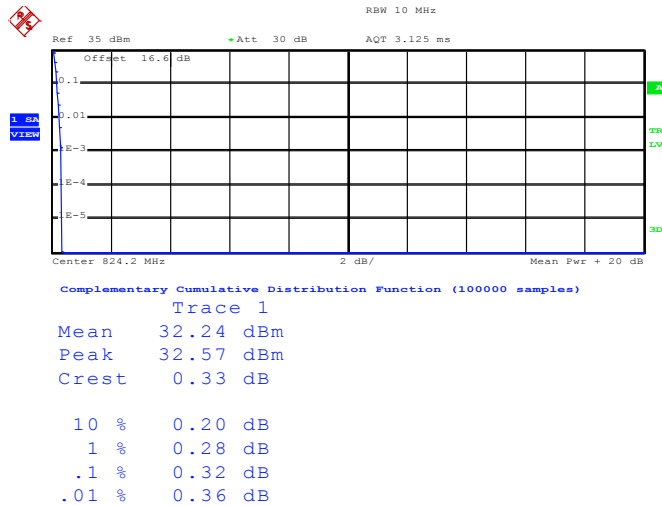 RBW 10 MHz
Ref 35 dBm *Att 30 dB AQT 3.125 ms
Offset 16.6 dB
0.1
0.01
1 SA
VIEW
1E-3
1E-4
1E-5
A
TR
LV
3D
Center 824.2 MHz 2 dB/ Mean Pwr + 20 dB
Complementary Cumulative Distribution Function (100000 samples)
Trace 1
Mean 32.24 dBm
Peak 32.57 dBm
Crest 0.33 dB
10 % 0.20 dB
1 % 0.28 dB
.1 % 0.32 dB
.01 % 0.36 dB